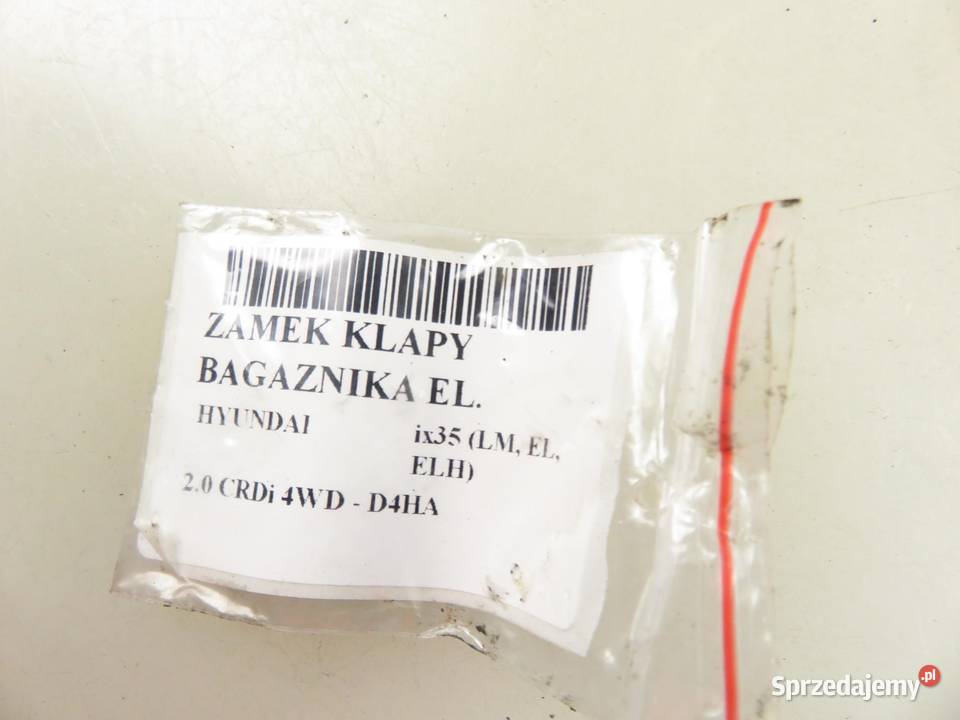 ZAMEK KLAPY
BAGAZNIKA EL.
HYUNDAI
ix35 (LM, EL,
ELH)
2.0 CRDi 4WD - D4HA
Sprzedajemy.pl